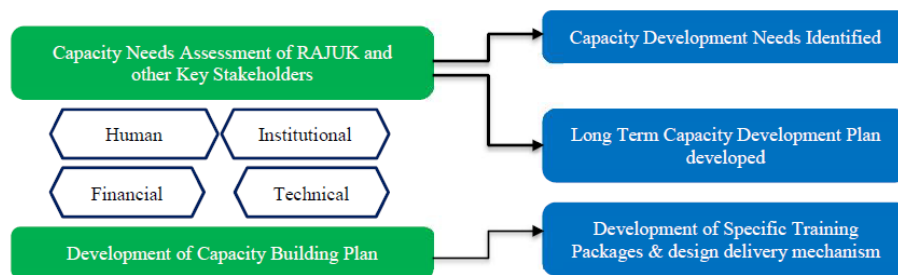 Capacity Needs Assessment of RAJUK and
other Key Stakeholders
Capacity Development Needs Identified
Human
Institutional
Long Term Capacity Development Plan
developed
Financial
Technical
Development of Capacity Building Plan
Development of Specific Training
Packages & design delivery mechanism